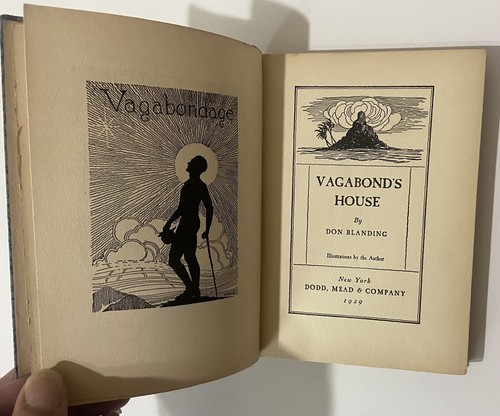 Vagabondage
VAGABOND'S
HOUSE
By
DON BLANDING
Illustrations by the Author
New York
DODD, MEAD & COMPANY
1929